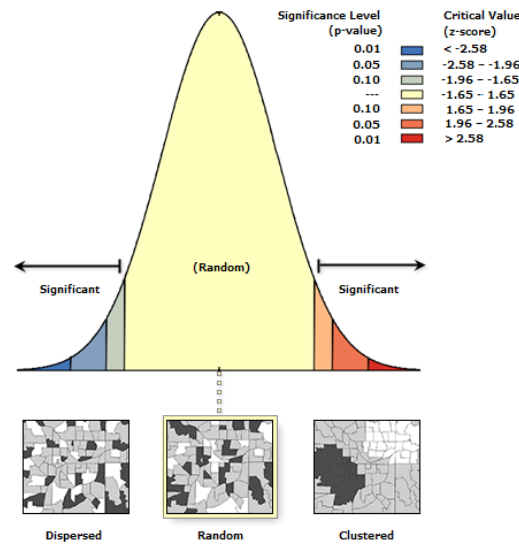 Significance Level Critical Value
(p-value) (z-score)
0.01 < -2.58
0.05 -2.58 – -1.96
0.10 -1.96 – -1.65
--- -1.65 – 1.65
0.10 1.65 – 1.96
0.05 1.96 – 2.58
0.01 > 2.58
(Random)
Significant Significant
Dispersed Random Clustered